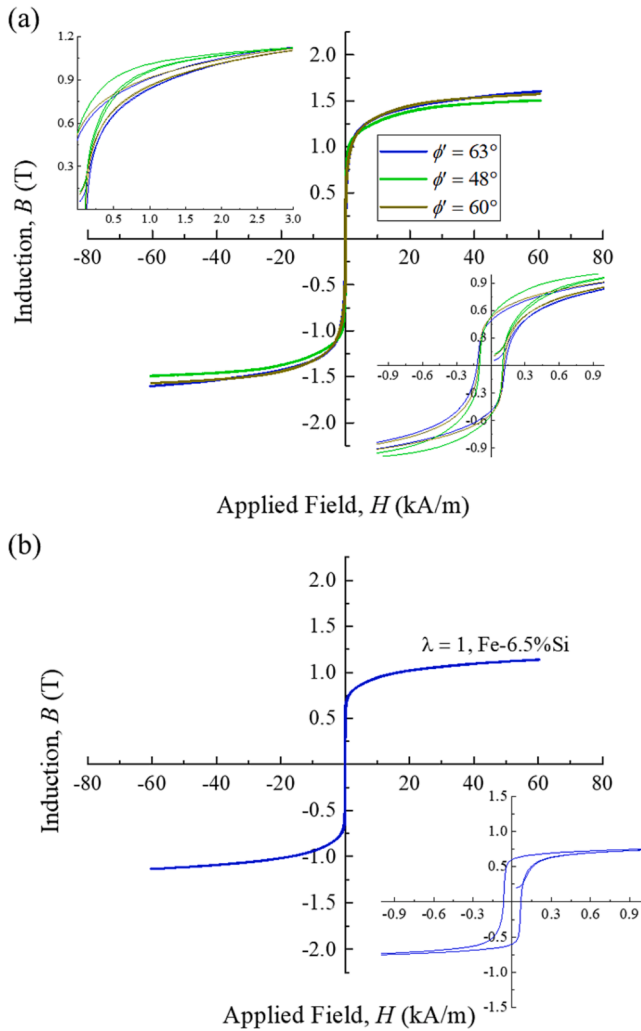 (a)
1.2
0.9
0.6
0.3
0.5 1.0 1.5 2.0 2.5 3.0
2.0
1.5
1.0
0.5
ϕ′ = 63°
ϕ′ = 48°
ϕ′ = 60°
Induction, B (T)
-80 -60 -40 -20 0 20 40 60 80
-0.5
-1.0
-1.5
-2.0
0.9
0.6
0.3
-0.9 -0.6 -0.3 0.3 0.6 0.9
-0.3
-0.6
-0.9
Applied Field, H (kA/m)
(b)
2.0
1.5
1.0
0.5
λ = 1, Fe-6.5%Si
Induction, B (T)
-80 -60 -40 -20 0 20 40 60 80
-0.5
-1.0
-1.5
-2.0
1.5
1.0
0.5
-0.9 -0.6 -0.3 0.3 0.6 0.9
-0.5
-1.0
-1.5
Applied Field, H (kA/m)